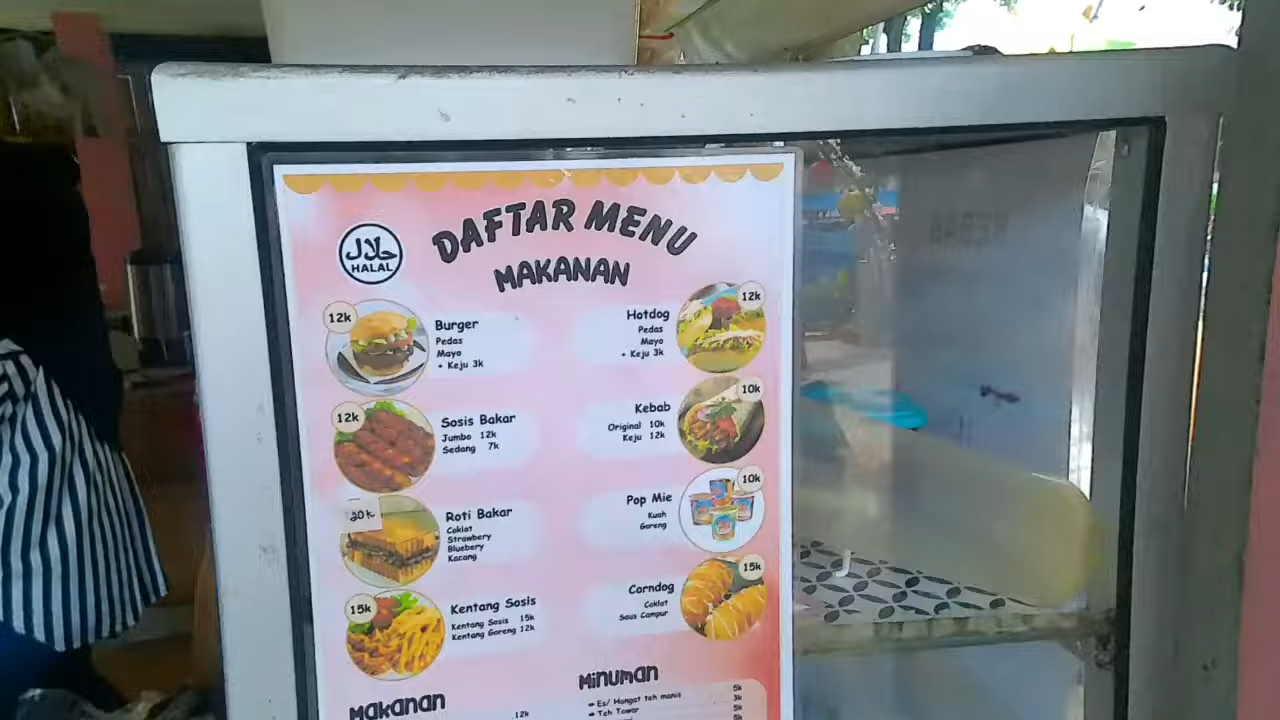 DAFTAR MENU
MAKANAN
حلال
HALAL
12k
Burger
Pedas
Mayo
+ Keju 3k
12k
Sosis Bakar
Jumbo 12k
Sedang 7k
20k
Roti Bakar
Coklat
Strawbery
Bluebery
Kacang
15k
Kentang Sosis
Kentang Sosis 15k
Kentang Goreng 12k
Hotdog
12k
Pedas
Mayo
+ Keju 3k
Kebab
10k
Original 10k
Keju 12k
Pop Mie
10k
Kuah
Goreng
Corndog
15k
Coklat
Saus Campur
Makanan
12k
Minuman
Es/ Hangat teh manis 5k
Teh Tawar 3k
5k